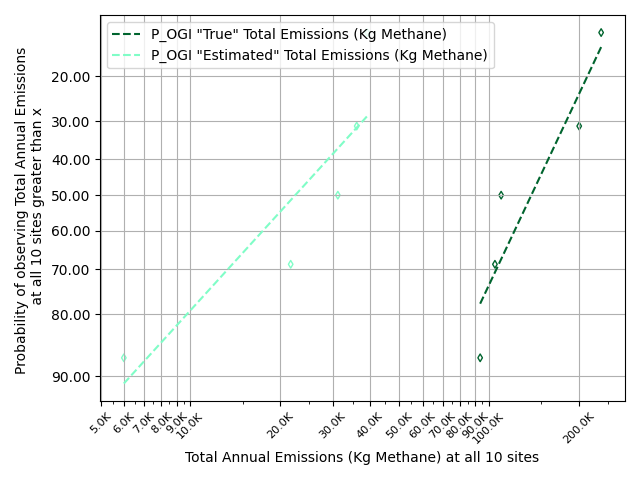 P_OGI "True" Total Emissions (Kg Methane)
P_OGI "Estimated" Total Emissions (Kg Methane)
Probability of observing Total Annual Emissions
at all 10 sites greater than x
20.00
30.00
40.00
50.00
60.00
70.00
80.00
90.00
5.0K
6.0K
7.0K
8.0K
9.0K
10.0K
20.0K
30.0K
40.0K
50.0K
60.0K
70.0K
80.0K
90.0K
100.0K
200.0K
Total Annual Emissions (Kg Methane) at all 10 sites